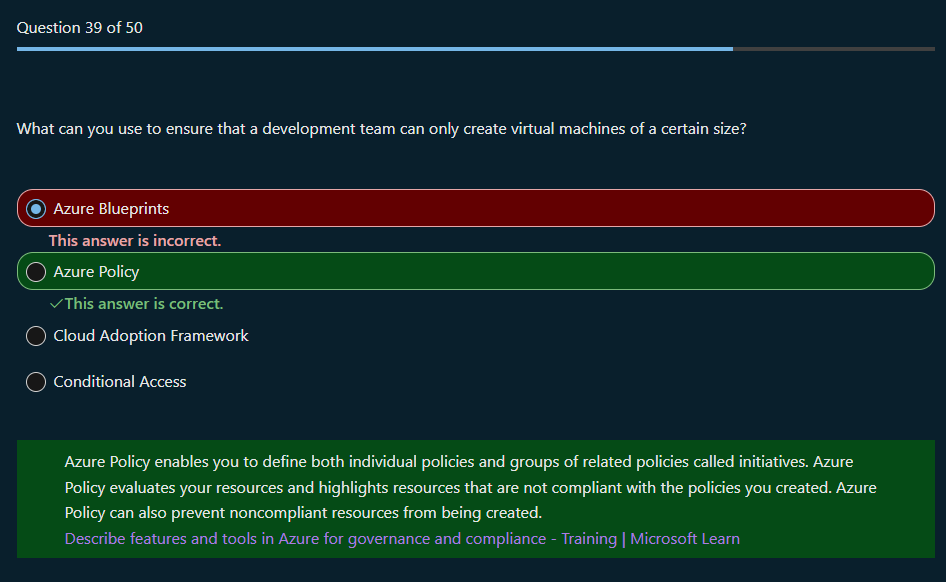 Question 39 of 50
What can you use to ensure that a development team can only create virtual machines of a certain size?
Azure Blueprints
This answer is incorrect.
Azure Policy
✓This answer is correct.
Cloud Adoption Framework
Conditional Access
Azure Policy enables you to define both individual policies and groups of related policies called initiatives. Azure
Policy evaluates your resources and highlights resources that are not compliant with the policies you created. Azure
Policy can also prevent noncompliant resources from being created.
Describe features and tools in Azure for governance and compliance - Training | Microsoft Learn